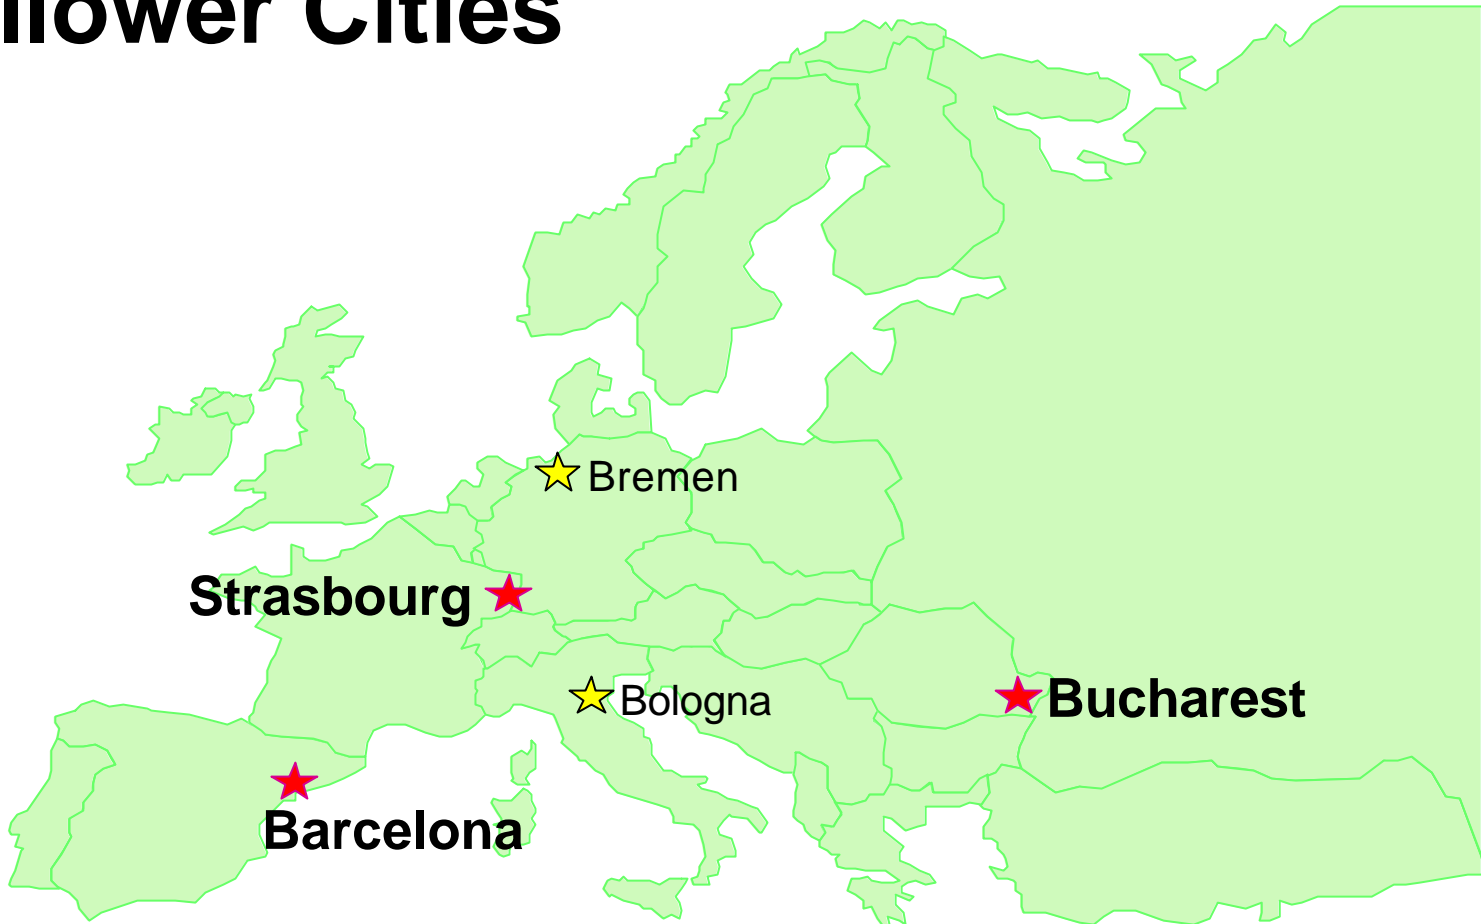 llower Cities
Bremen
Strasbourg
Bologna
Bucharest
Barcelona